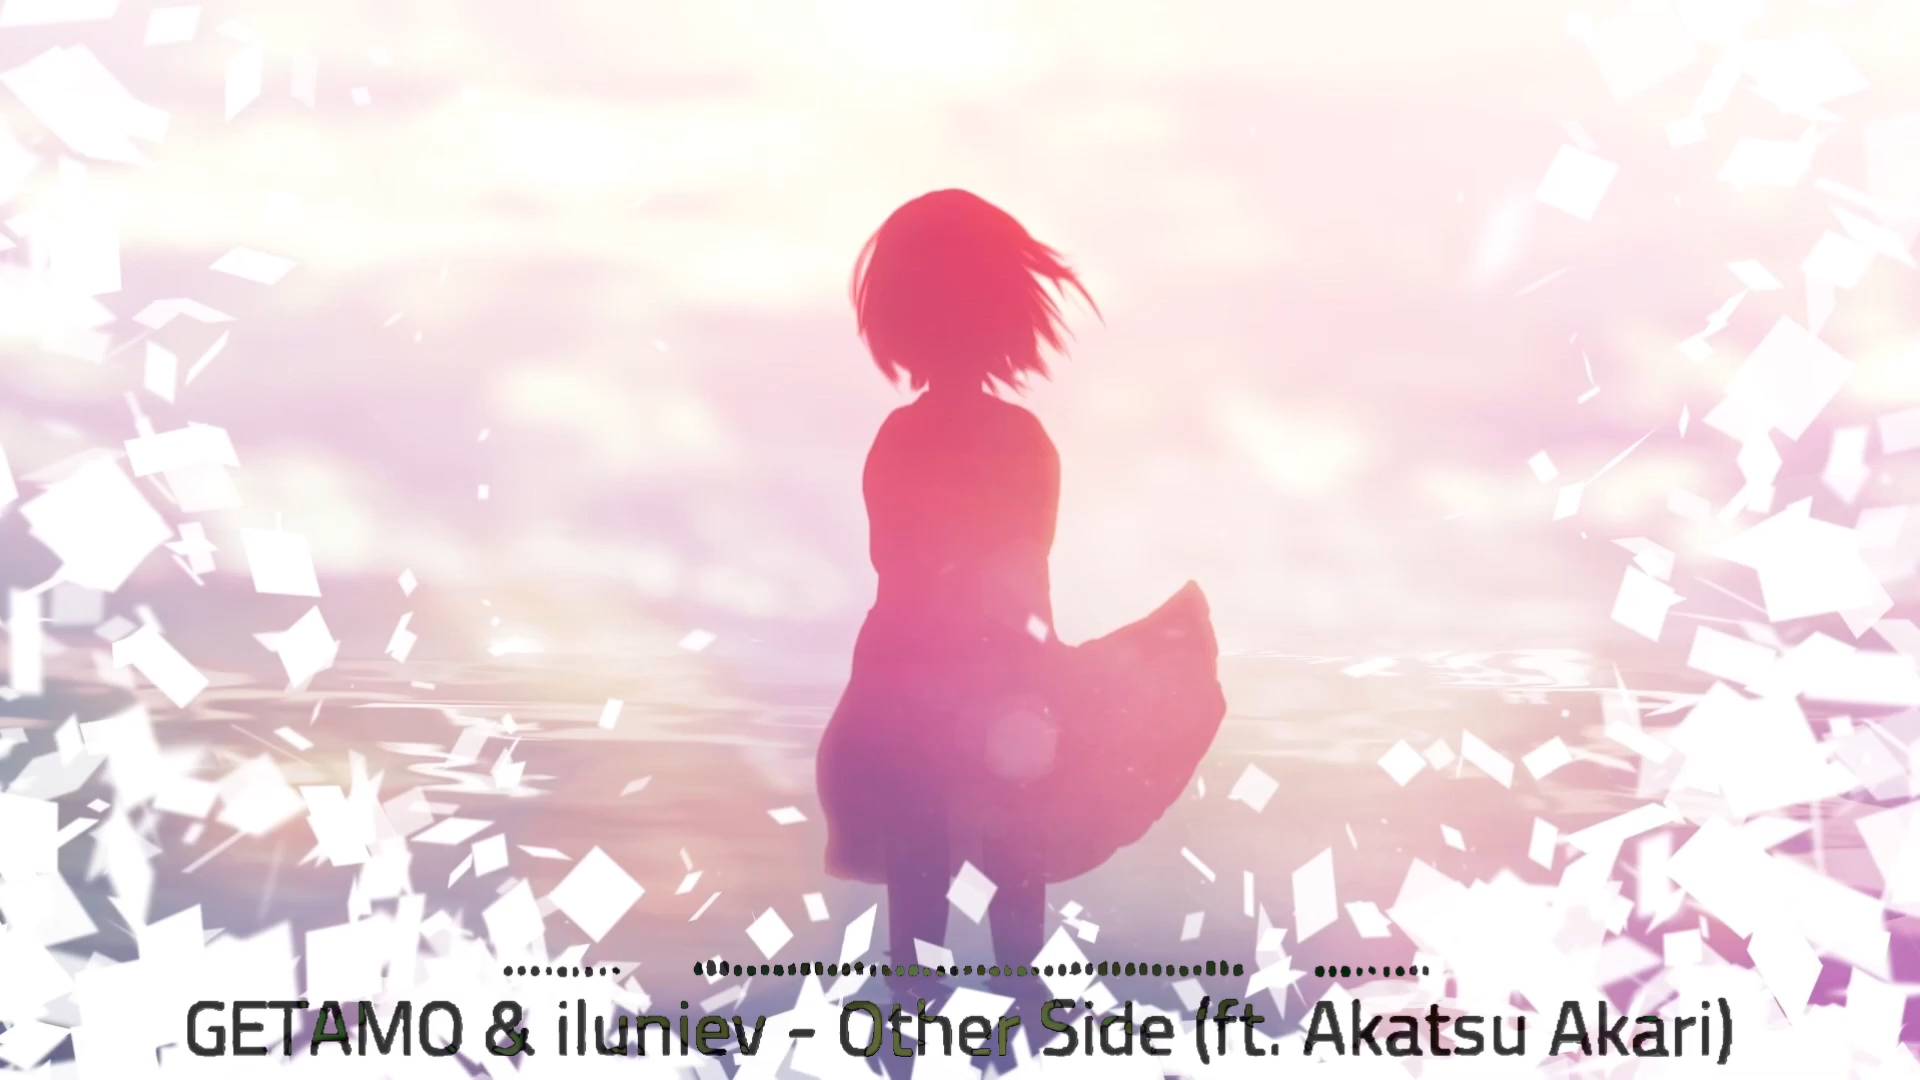 GETAMO & iluniev - Other Side (ft. Akatsu Akari)